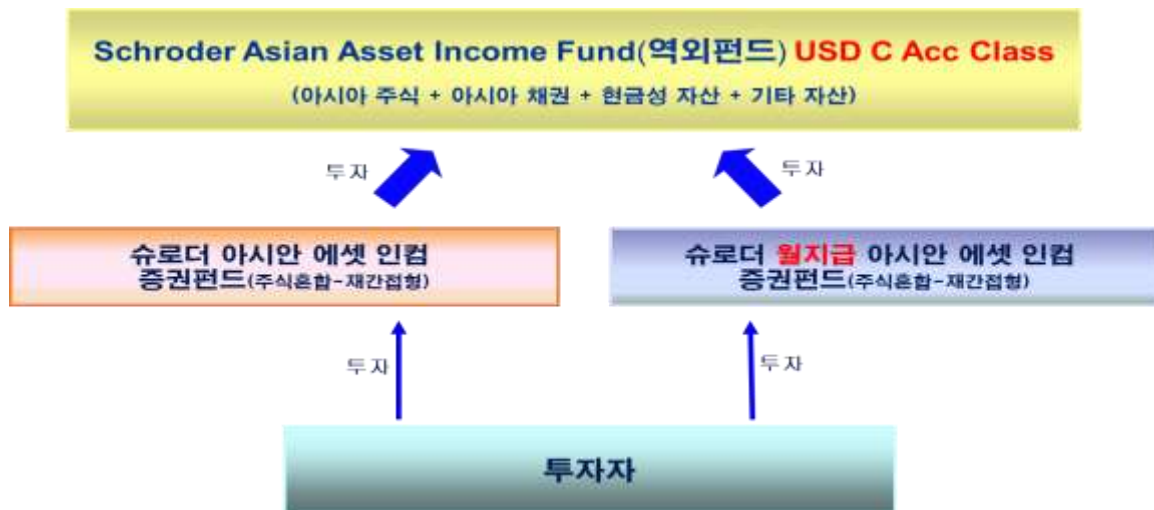 Schroder Asian Asset Income Fund(역외펀드) USD C Acc Class
(아시아 주식 + 아시아 채권 + 현금성 자산 + 기타 자산)
투자
투자
슈로더 아시안 에셋 인컴
증권펀드(주식혼합-재간접형)
슈로더 월지급 아시안 에셋 인컴
증권펀드(주식혼합-재간접형)
투자
투자
투자자